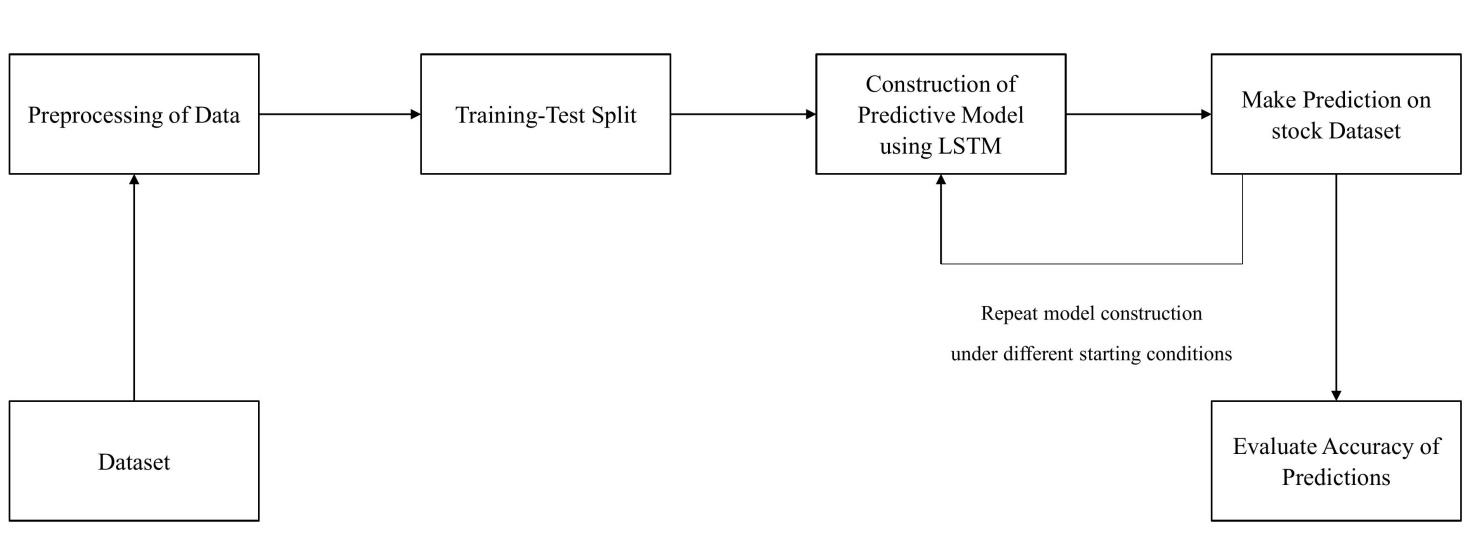 Preprocessing of Data
Training-Test Split
Construction of
Predictive Model
using LSTM
Make Prediction on
stock Dataset
Repeat model construction
under different starting conditions
Dataset
Evaluate Accuracy of
Predictions